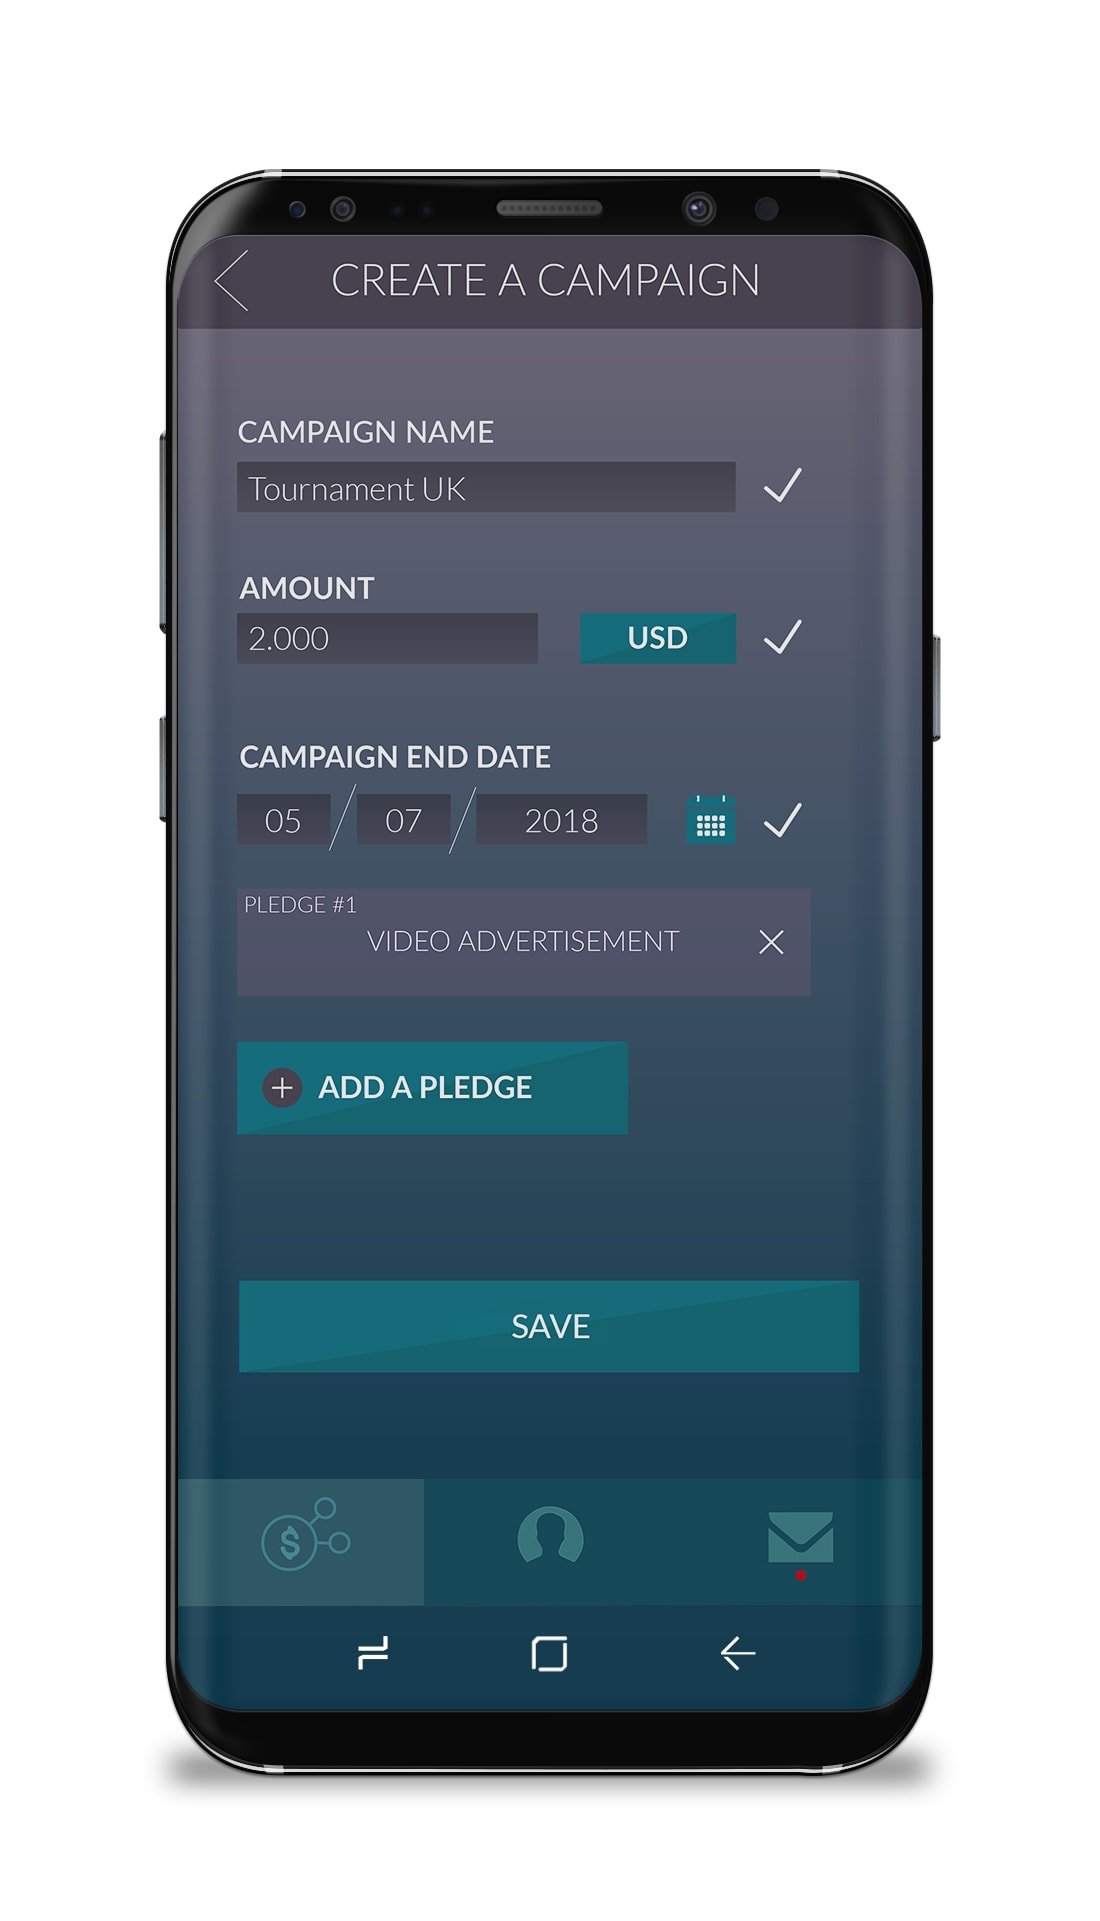 CREATE A CAMPAIGN
CAMPAIGN NAME
Tournament UK
AMOUNT
2.000 USD
CAMPAIGN END DATE
05 / 07 / 2018
PLEDGE #1
VIDEO ADVERTISEMENT
+ ADD A PLEDGE
SAVE
$